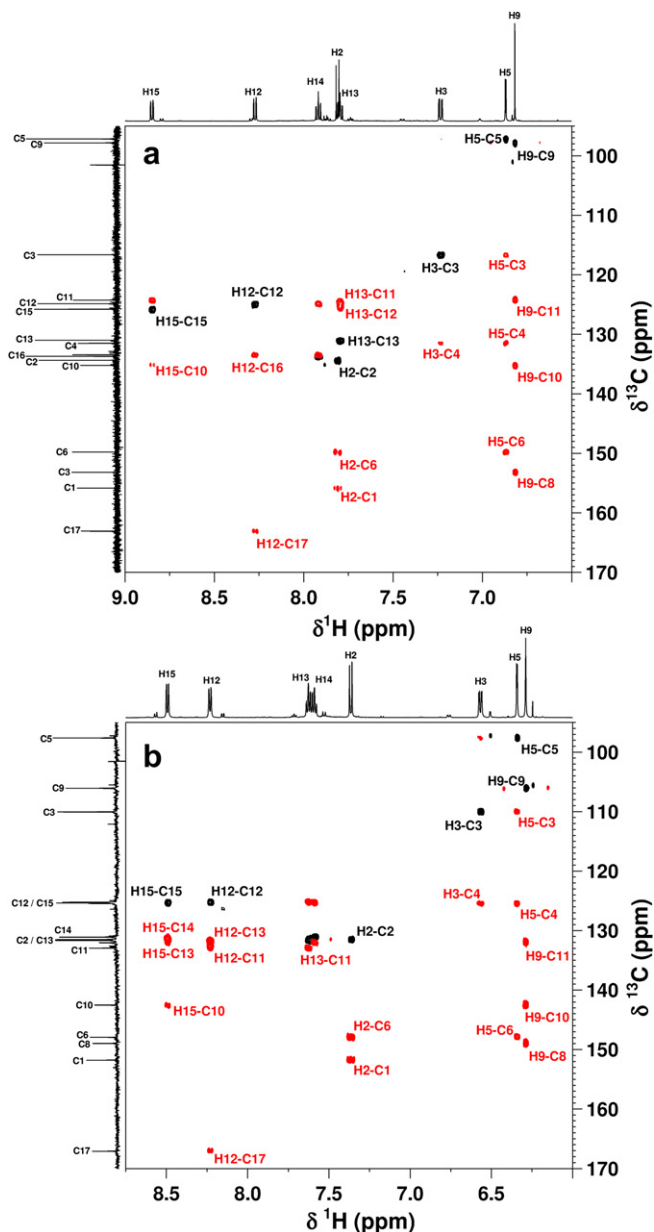 H9
H2
H15
H12
H14
H13
H3
H5
a
C5
C9
H5-C5
H9-C9
100
110
C3
H3-C3
H5-C3
120
C11
C12
C15
H12-C12
H15-C15
H13-C11
H13-C12
H9-C11
C13
C4
H13-C13
H3-C4
H5-C4
130
C16
C2
C10
H15-C10
H12-C16
H2-C2
H9-C10
δ13C (ppm)
140
C6
H2-C6
H5-C6
150
C3
H9-C8
C1
H2-C1
160
C17
H12-C17
170
9.0
8.5
8.0
7.5
7.0
δ1H (ppm)
H9
H15
H12
H13
H14
H2
H3
H5
b
C5
H5-C5
100
C9
H9-C9
C3
H3-C3
H5-C3
110
120
C12 / C15
H15-C15
H12-C12
H3-C4
H5-C4
C14
C2 / C13
C11
H15-C14
H15-C13
H12-C13
H12-C11
H13-C11
H2-C2
H9-C11
130
δ 13C (ppm)
C10
H15-C10
H9-C10
140
C6
C8
H2-C6
H5-C6
H9-C8
150
C1
H2-C1
160
C17
H12-C17
170
8.5
8.0
7.5
7.0
6.5
δ 1H (ppm)